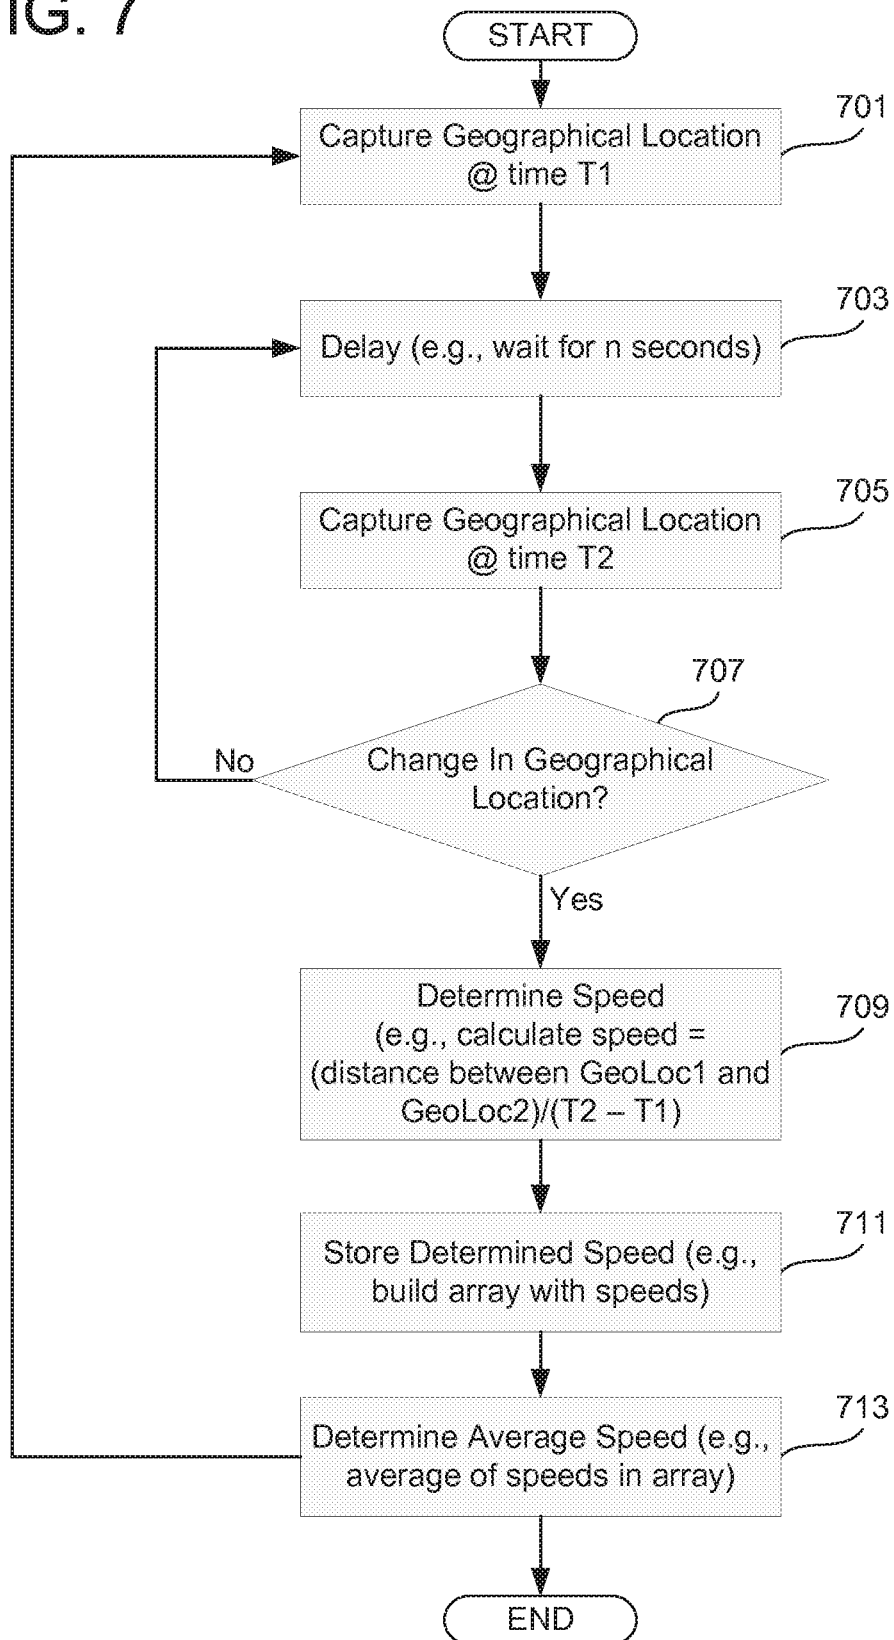 IG. 7
START
701
Capture Geographical Location
@ time T1
703
Delay (e.g., wait for n seconds)
705
Capture Geographical Location
@ time T2
707
Change In Geographical
Location?
No
Yes
709
Determine Speed
(e.g., calculate speed =
(distance between GeoLoc1 and
GeoLoc2)/(T2 – T1)
711
Store Determined Speed (e.g.,
build array with speeds)
713
Determine Average Speed (e.g.,
average of speeds in array)
END